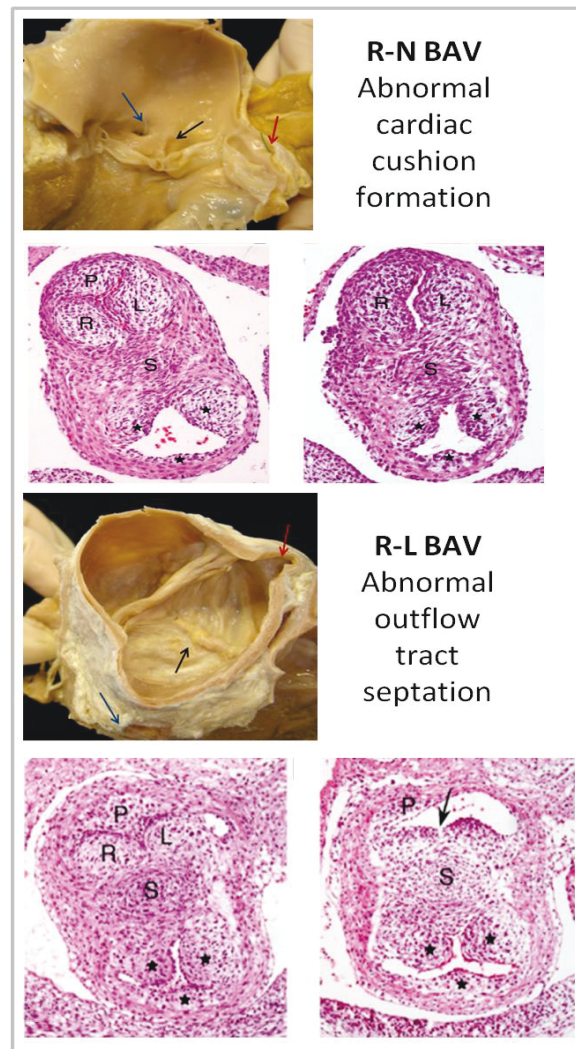 R-N BAV
Abnormal
cardiac
cushion
formation
P
L
R
S
R
L
S
R-L BAV
Abnormal
outflow
tract
septation
P
L
R
S
P
S